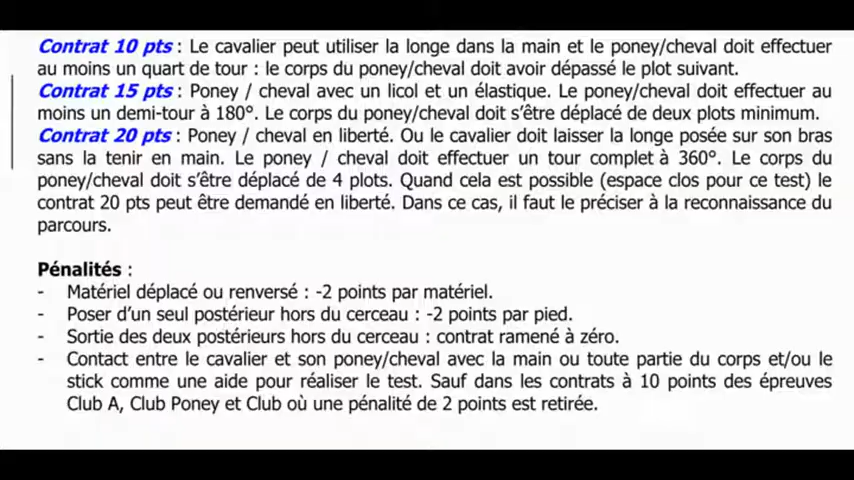 Contrat 10 pts : Le cavalier peut utiliser la longe dans la main et le poney/cheval doit effectuer
au moins un quart de tour : le corps du poney/cheval doit avoir dépassé le plot suivant.
Contrat 15 pts : Poney / cheval avec un licol et un élastique. Le poney/cheval doit effectuer au
moins un demi-tour à 180°. Le corps du poney/cheval doit s'être déplacé de deux plots minimum.
Contrat 20 pts : Poney / cheval en liberté. Ou le cavalier doit laisser la longe posée sur son bras
sans la tenir en main. Le poney / cheval doit effectuer un tour complet à 360°. Le corps du
poney/cheval doit s'être déplacé de 4 plots. Quand cela est possible (espace clos pour ce test) le
contrat 20 pts peut être demandé en liberté. Dans ce cas, il faut le préciser à la reconnaissance du
parcours.
Pénalités :
- Matériel déplacé ou renversé : -2 points par matériel.
- Poser d'un seul postérieur hors du cerceau : -2 points par pied.
- Sortie des deux postérieurs hors du cerceau : contrat ramené à zéro.
- Contact entre le cavalier et son poney/cheval avec la main ou toute partie du corps et/ou le
stick comme une aide pour réaliser le test. Sauf dans les contrats à 10 points des épreuves
Club A, Club Poney et Club où une pénalité de 2 points est retirée.